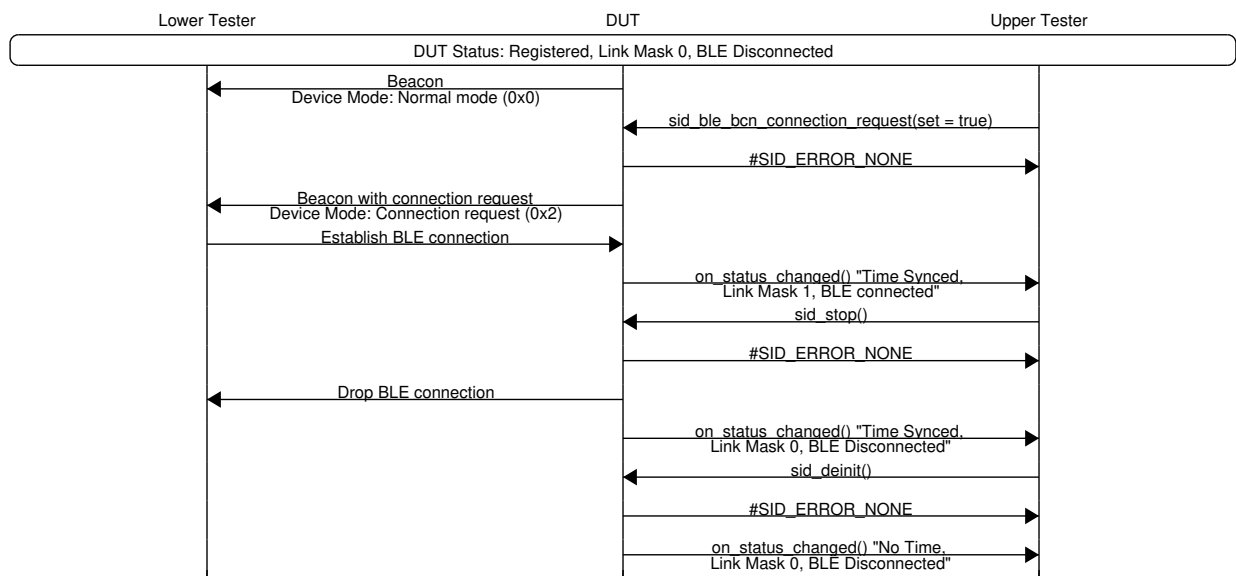 Lower Tester DUT Upper Tester
DUT Status: Registered, Link Mask 0, BLE Disconnected
Beacon
Device Mode: Normal mode (0x0)
sid_ble_bcn_connection_request(set = true)
#SID_ERROR_NONE
Beacon with connection request
Device Mode: Connection request (0x2)
Establish BLE connection
on_status_changed() "Time Synced,
Link Mask 1, BLE connected"
sid_stop()
#SID_ERROR_NONE
Drop BLE connection
on_status_changed() "Time Synced,
Link Mask 0, BLE Disconnected"
sid_deinit()
#SID_ERROR_NONE
on_status_changed() "No Time,
Link Mask 0, BLE Disconnected"